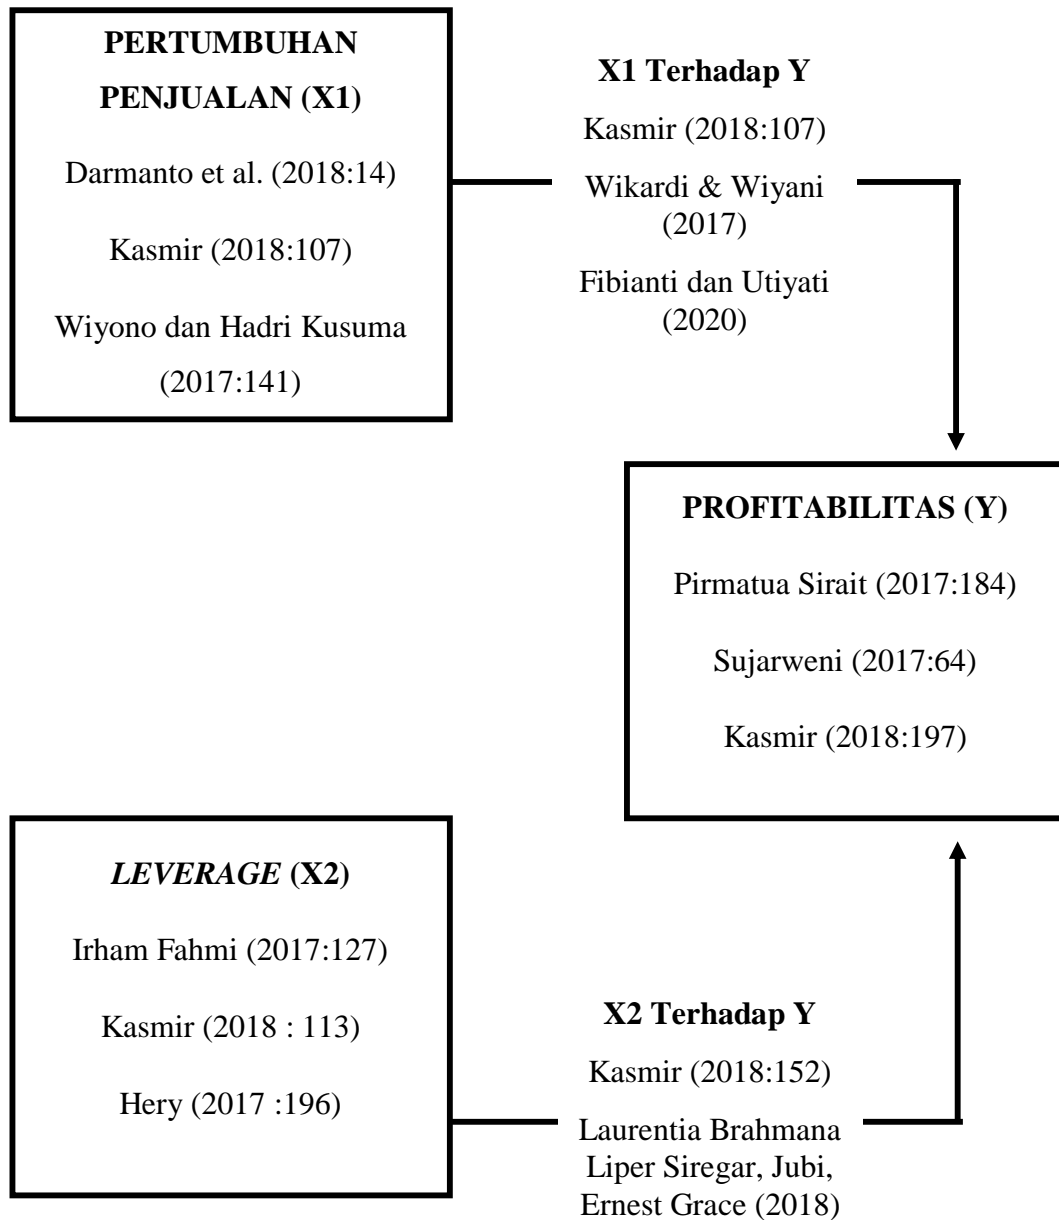 PERTUMBUHAN
PENJUALAN (X1)
Darmanto et al. (2018:14)
Kasmir (2018:107)
Wiyono dan Hadri Kusuma
(2017:141)
X1 Terhadap Y
Kasmir (2018:107)
Wikardi & Wiyani
(2017)
Fibianti dan Utiyati
(2020)
PROFITABILITAS (Y)
Pirmatua Sirait (2017:184)
Sujarweni (2017:64)
Kasmir (2018:197)
LEVERAGE (X2)
Irham Fahmi (2017:127)
Kasmir (2018 : 113)
Hery (2017 :196)
X2 Terhadap Y
Kasmir (2018:152)
Laurentia Brahmana
Liper Siregar, Jubi,
Ernest Grace (2018)